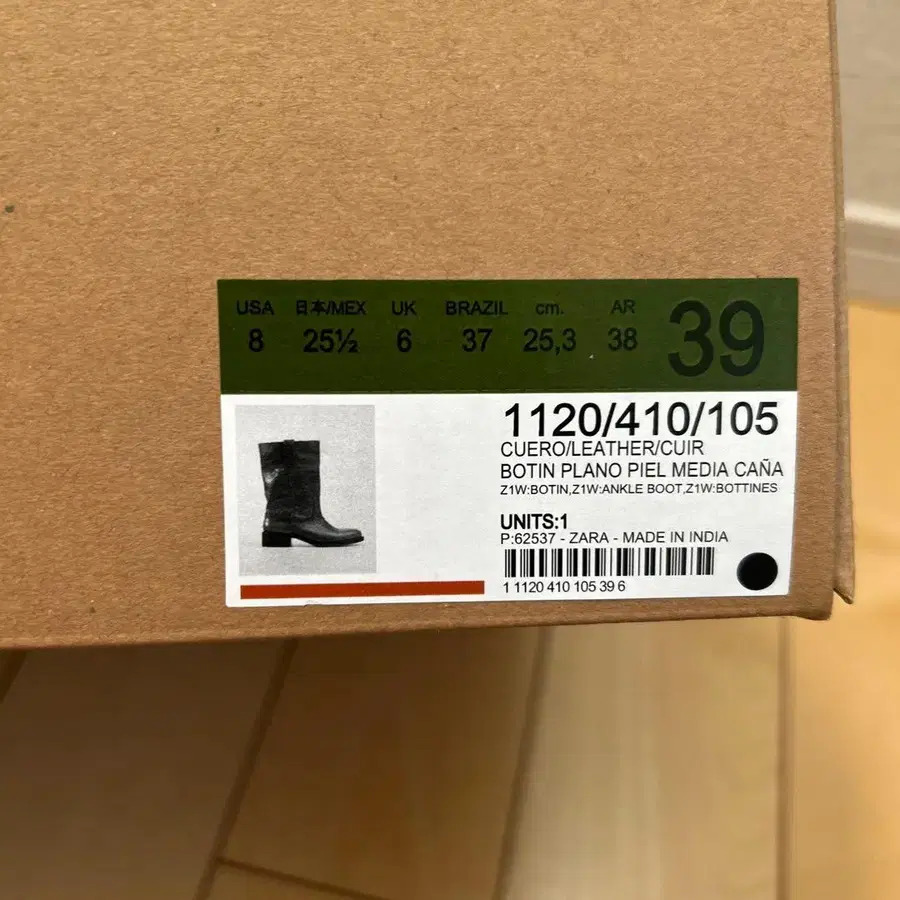 USA 日本/MEX UK BRAZIL cm. AR 39
8 25½ 6 37 25,3 38
1120/410/105
CUERO/LEATHER/CUIR
BOTIN PLANO PIEL MEDIA CAÑA
Z1W:BOTIN,Z1W:ANKLE BOOT,Z1W:BOTTINES
UNITS:1
P:62537 - ZARA - MADE IN INDIA
1 1120 410 105 39 6